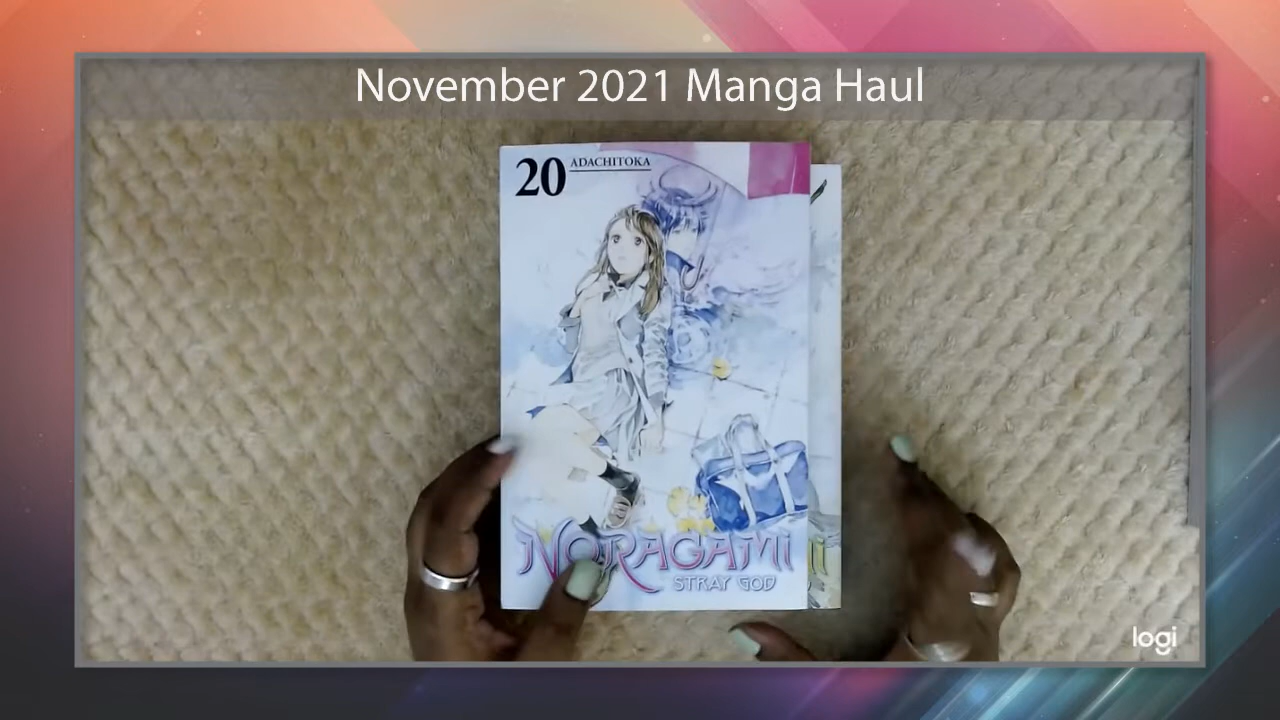 November 2021 Manga Haul
20 ADACHITOKA
NORAGAMI
STRAY GOD
logi